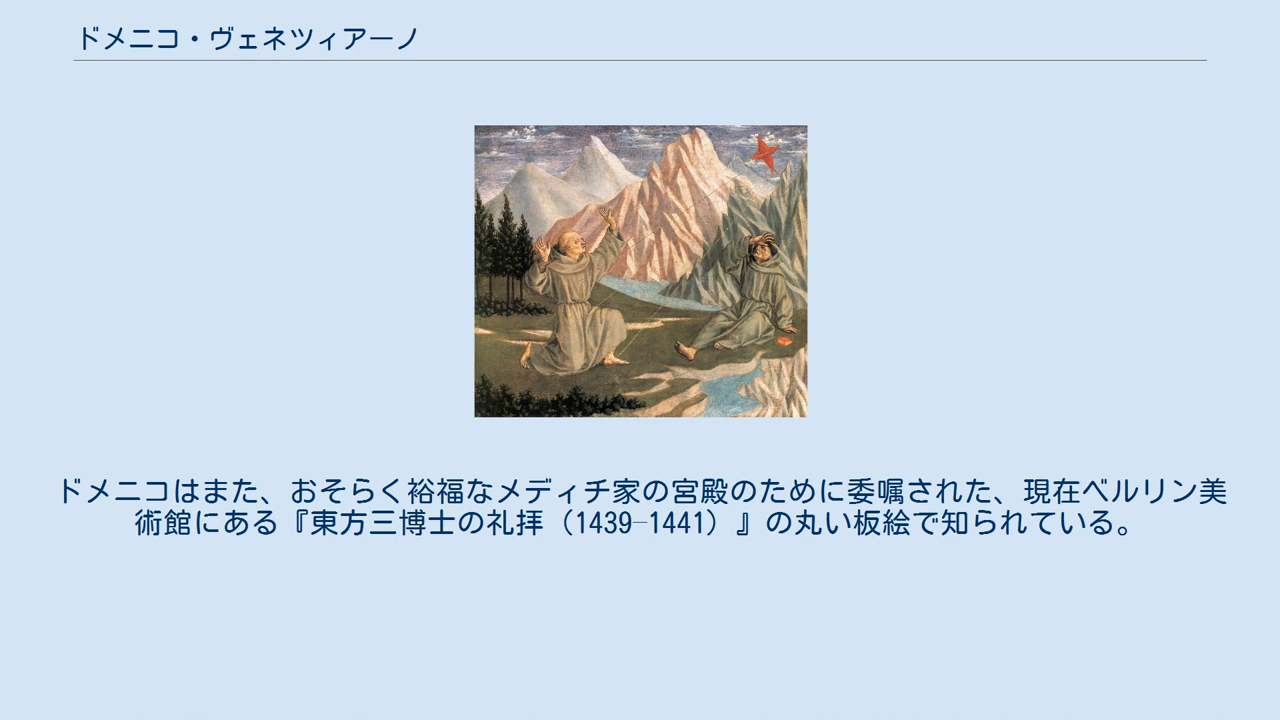 ドメニコ・ヴェネツィアーノ
ドメニコはまた、おそらく裕福なメディチ家の宮殿のために委嘱された、現在ベルリン美
術館にある『東方三博士の礼拝（1439–1441）』の丸い板絵で知られている。